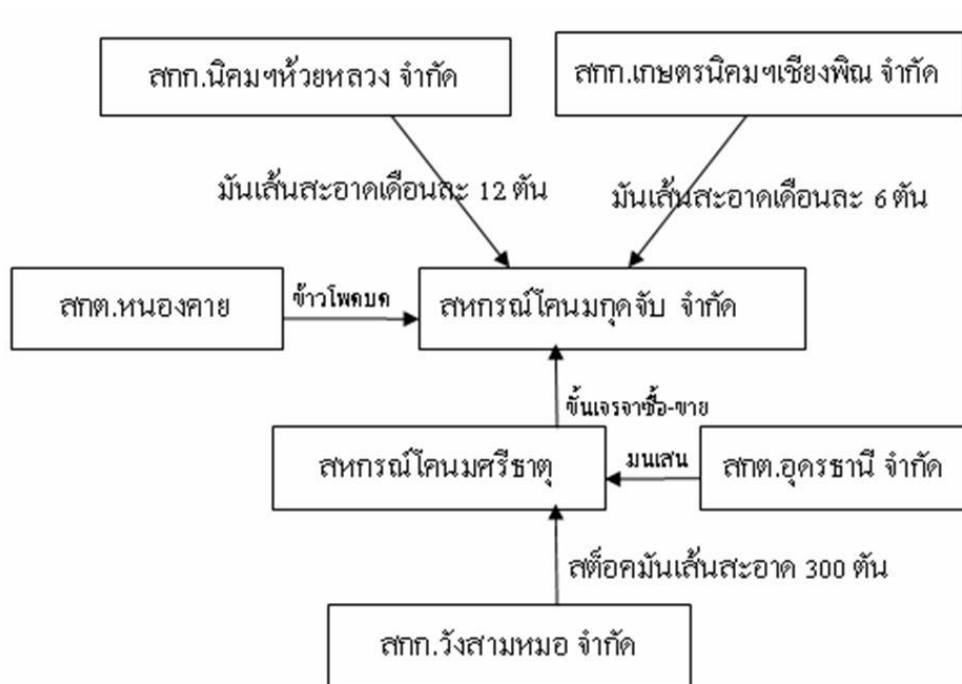 สกก.นิคมฯห้วยหลวง จำกัด
สกก.เกษตรนิคมฯเชียงพิณ จำกัด
มันเส้นสะอาดเดือนละ 12 ตัน
มันเส้นสะอาดเดือนละ 6 ตัน
สกต.หนองคาย
ข้าวโพดบด
สหกรณ์โคนมกุดจับ จำกัด
ขั้นเจรจาซื้อ-ขาย
สหกรณ์โคนมศรีธาตุ
มนเสน
สกต.อุดรธานี จำกัด
สต็อคมันเส้นสะอาด 300 ตัน
สกก.วังสามหมอ จำกัด